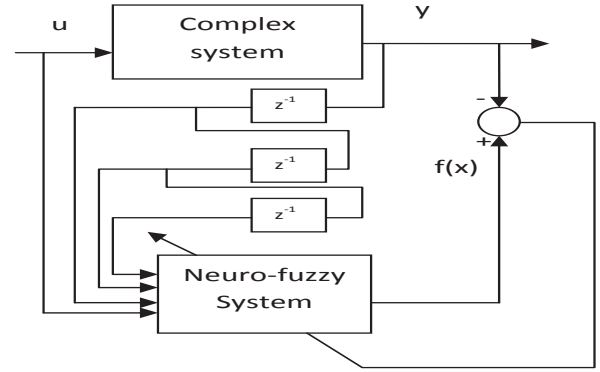 u
Complex
system
y
z-1
-
+
z-1
f(x)
z-1
Neuro-fuzzy
System